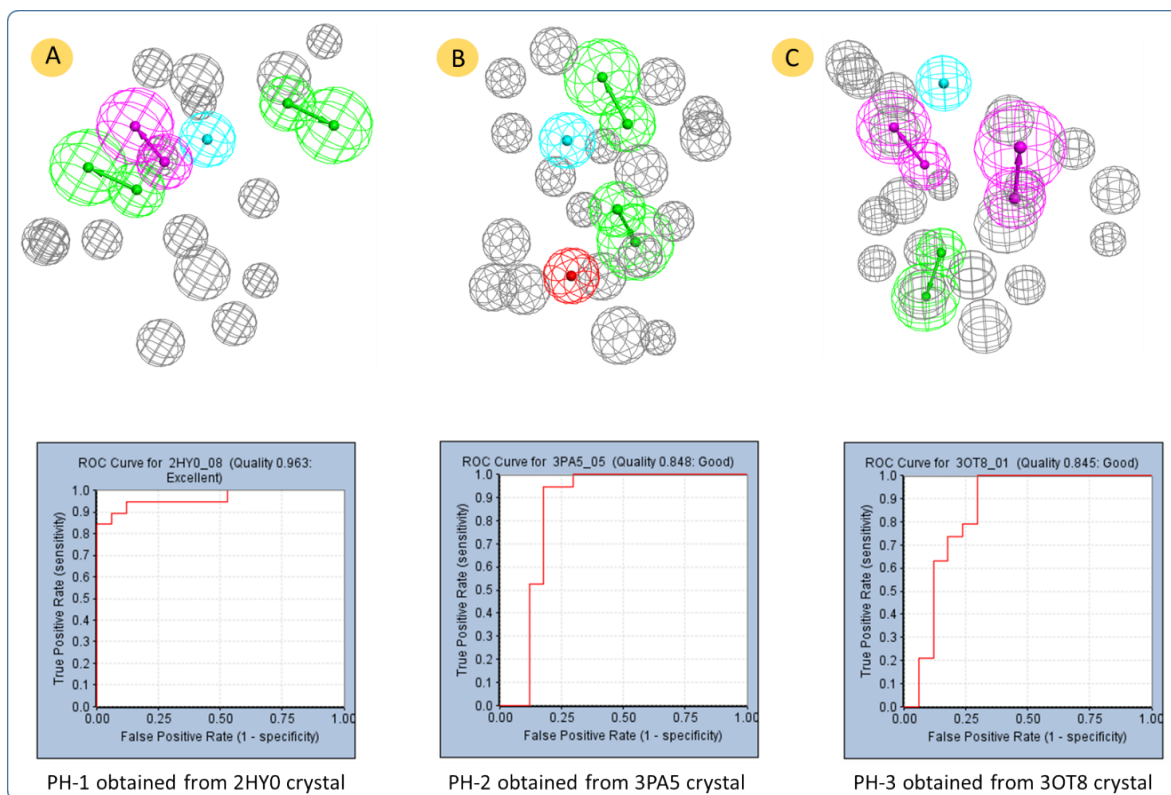 A
B
C
ROC Curve for 2HY0_08 (Quality 0.963:
Excellent)
True Positive Rate (sensitivity)
1.0
0.9
0.8
0.7
0.6
0.5
0.4
0.3
0.2
0.1
0.0
0.00 0.25 0.50 0.75 1.00
False Positive Rate (1 - specificity)
PH-1 obtained from 2HY0 crystal
ROC Curve for 3PA5_05 (Quality 0.848: Good)
True Positive Rate (sensitivity)
1.0
0.9
0.8
0.7
0.6
0.5
0.4
0.3
0.2
0.1
0.0
0.00 0.25 0.50 0.75 1.00
False Positive Rate (1 - specificity)
PH-2 obtained from 3PA5 crystal
ROC Curve for 3OT8_01 (Quality 0.845: Good)
True Positive Rate (sensitivity)
1.0
0.9
0.8
0.7
0.6
0.5
0.4
0.3
0.2
0.1
0.0
0.00 0.25 0.50 0.75 1.00
False Positive Rate (1 - specificity)
PH-3 obtained from 3OT8 crystal